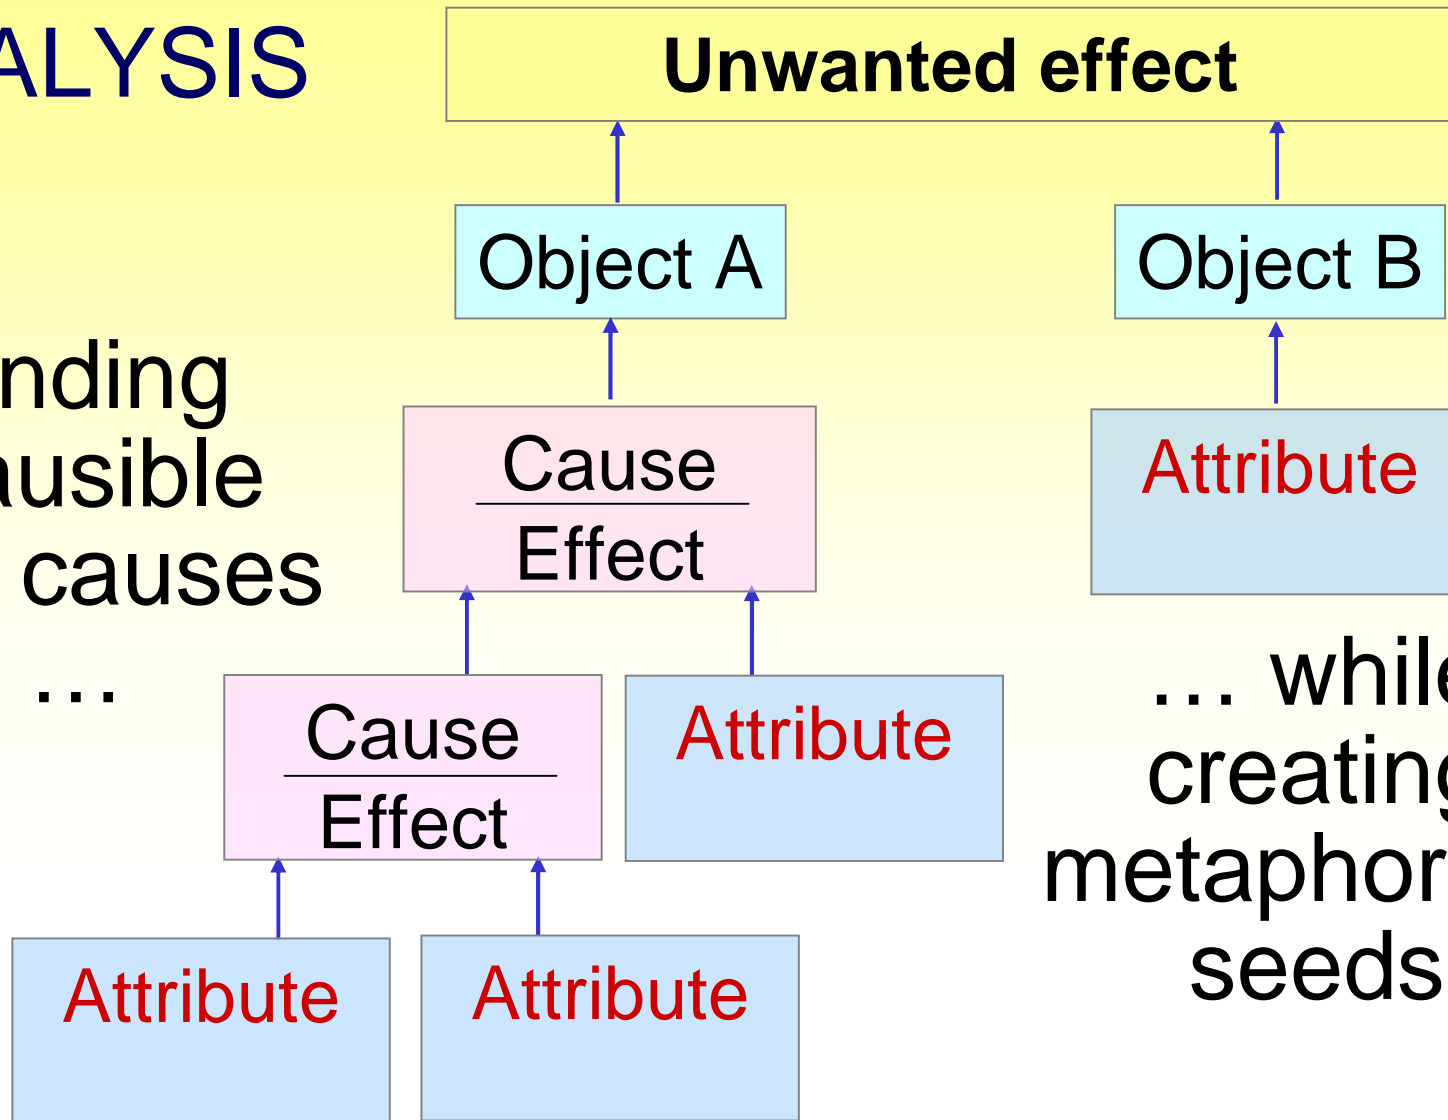 ALYSIS
Unwanted effect
Object A
Object B
nding
ausible
causes
…
Cause
Effect
Attribute
Cause
Effect
Attribute
Attribute
Attribute
… while
creating
metaphor
seeds